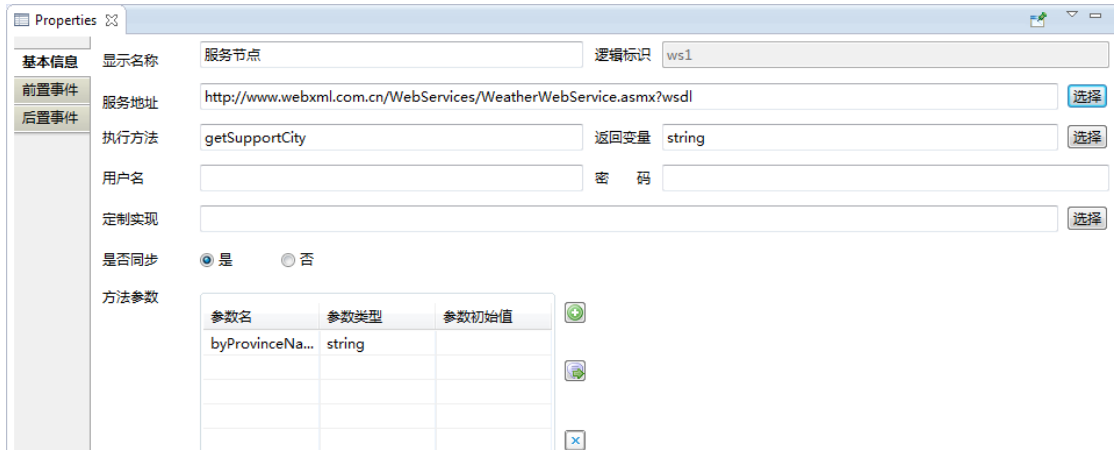 Properties
基本信息
前置事件
后置事件
显示名称 服务节点 逻辑标识 ws1
服务地址 http://www.webxml.com.cn/WebServices/WeatherWebService.asmx?wsdl 选择
执行方法 getSupportCity 返回变量 string 选择
用户名 密 码
定制实现 选择
是否同步 是 否
方法参数
参数名 参数类型 参数初始值
byProvinceNa... string